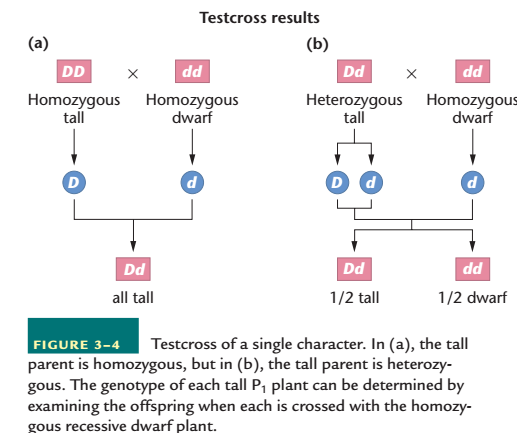 Testcross results
(a)
DD × dd
Homozygous tall
Homozygous dwarf
D
d
Dd
all tall
(b)
Dd × dd
Heterozygous tall
Homozygous dwarf
D
d
d
Dd
dd
1/2 tall
1/2 dwarf
FIGURE 3–4 Testcross of a single character. In (a), the tall
parent is homozygous, but in (b), the tall parent is heterozy-
gous. The genotype of each tall P₁ plant can be determined by
examining the offspring when each is crossed with the homozy-
gous recessive dwarf plant.